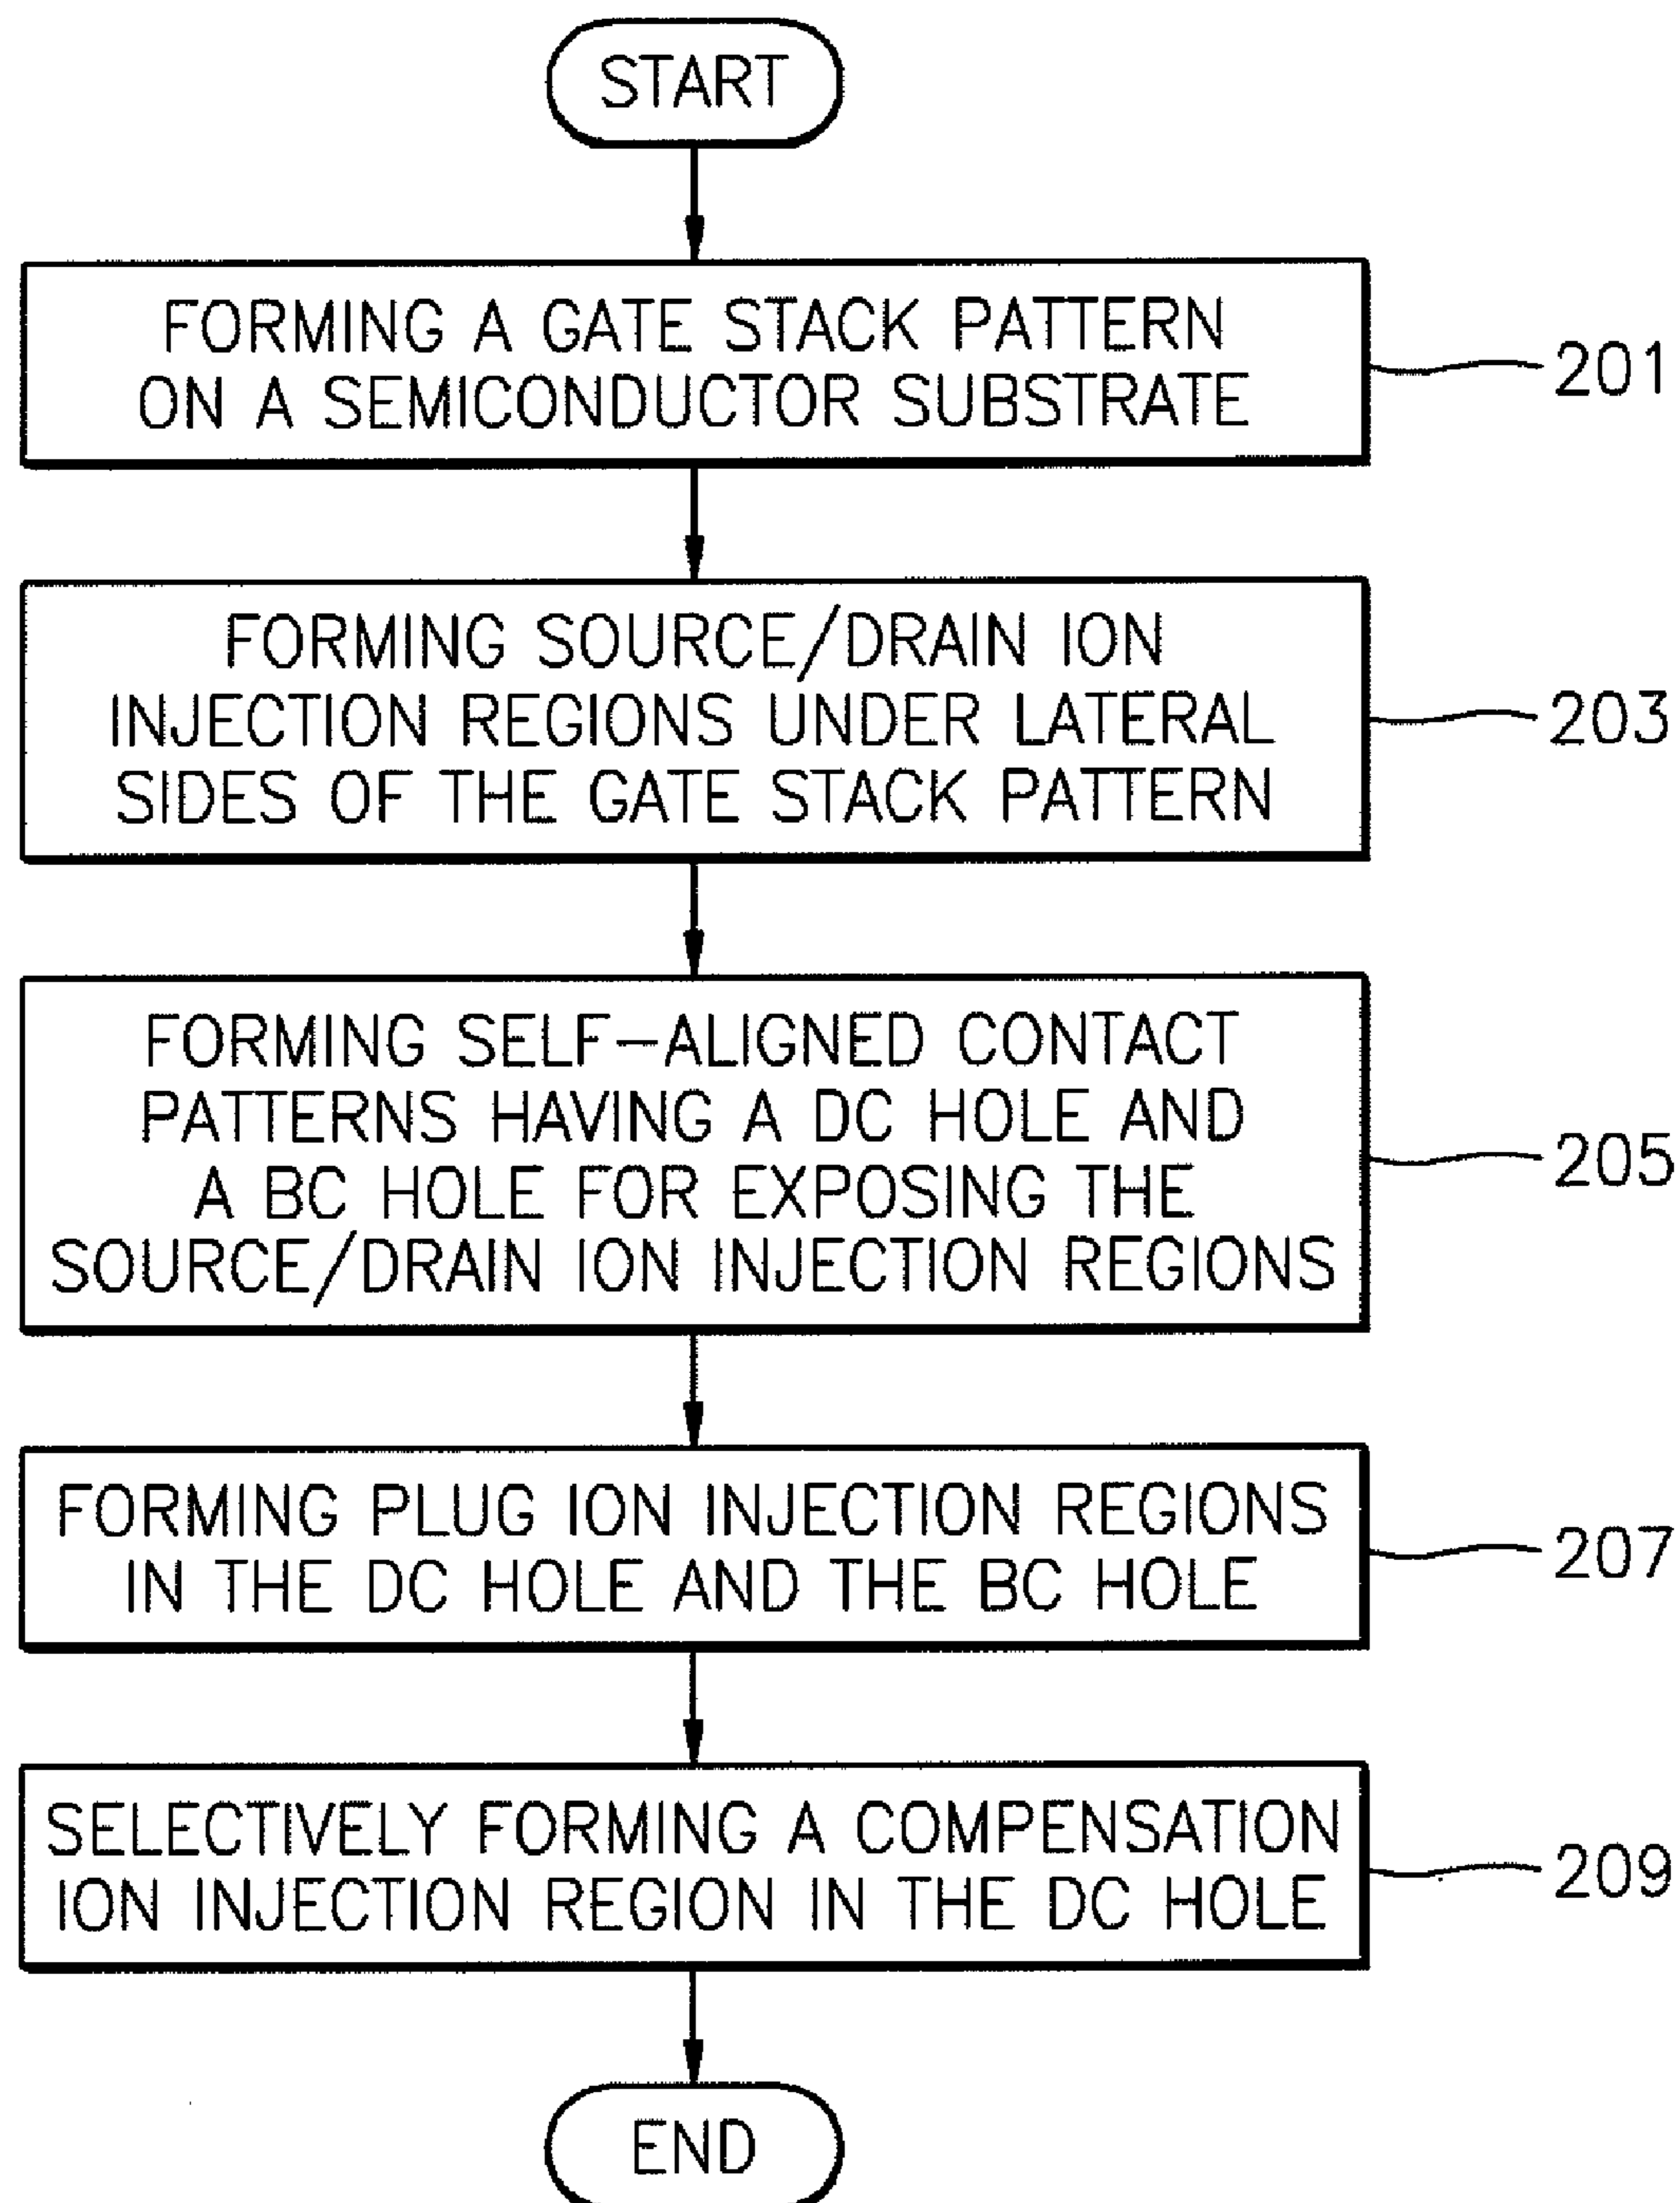 START
FORMING A GATE STACK PATTERN
ON A SEMICONDUCTOR SUBSTRATE
201
FORMING SOURCE/DRAIN ION
INJECTION REGIONS UNDER LATERAL
SIDES OF THE GATE STACK PATTERN
203
FORMING SELF-ALIGNED CONTACT
PATTERNS HAVING A DC HOLE AND
A BC HOLE FOR EXPOSING THE
SOURCE/DRAIN ION INJECTION REGIONS
205
FORMING PLUG ION INJECTION REGIONS
IN THE DC HOLE AND THE BC HOLE
207
SELECTIVELY FORMING A COMPENSATION
ION INJECTION REGION IN THE DC HOLE
209
END